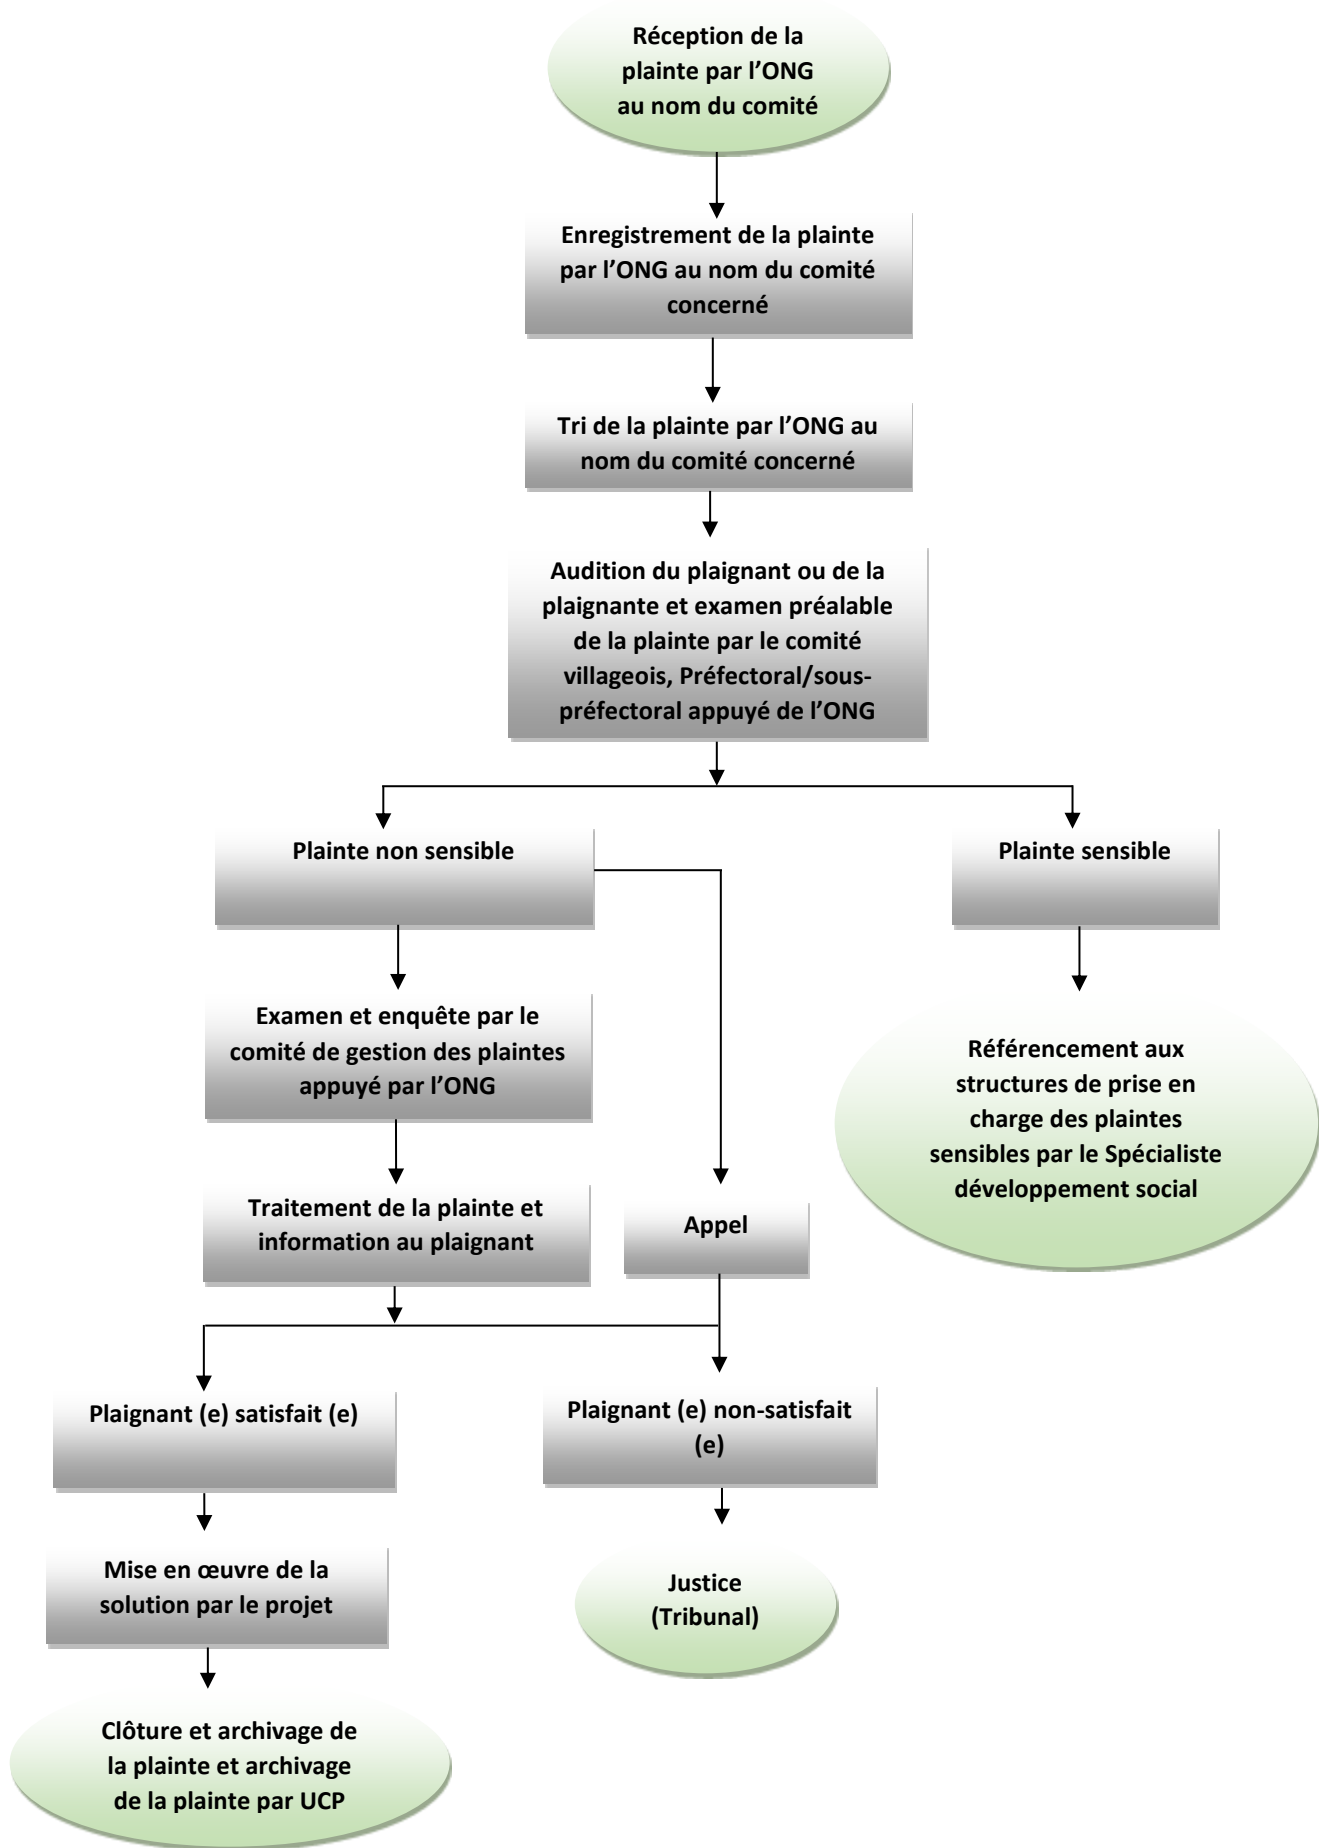 Réception de la
plainte par l’ONG
au nom du comité
Enregistrement de la plainte
par l’ONG au nom du comité
concerné
Tri de la plainte par l’ONG au
nom du comité concerné
Audition du plaignant ou de la
plaignante et examen préalable
de la plainte par le comité
villageois, Préfectoral/sous-
préfectoral appuyé de l’ONG
Plainte non sensible
Plainte sensible
Examen et enquête par le
comité de gestion des plaintes
appuyé par l’ONG
Référencement aux
structures de prise en
charge des plaintes
sensibles par le Spécialiste
développement social
Traitement de la plainte et
information au plaignant
Appel
Plaignant (e) satisfait (e)
Plaignant (e) non-satisfait
(e)
Mise en œuvre de la
solution par le projet
Justice
(Tribunal)
Clôture et archivage de
la plainte et archivage
de la plainte par UCP